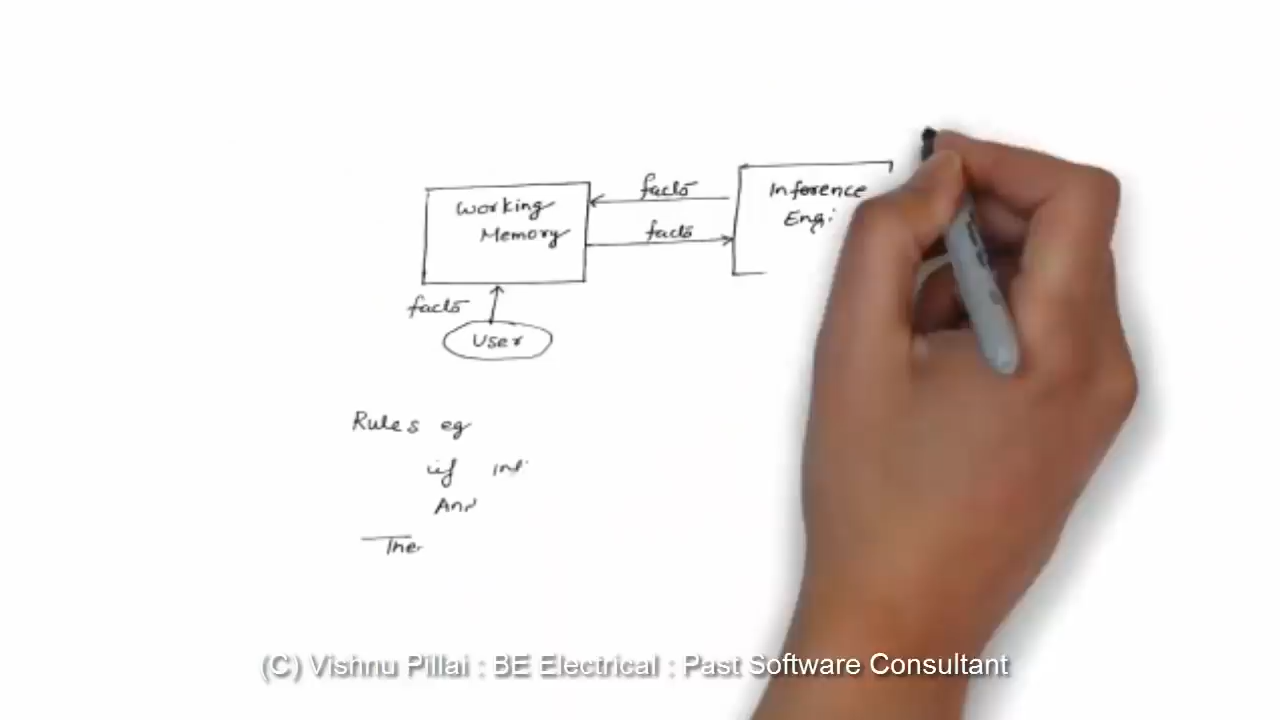 facts
Inference
Working
Memory
facts
Engi
facts
User
Rules eg
if int
And
The
(C) Vishnu Pillai : BE Electrical : Past Software Consultant